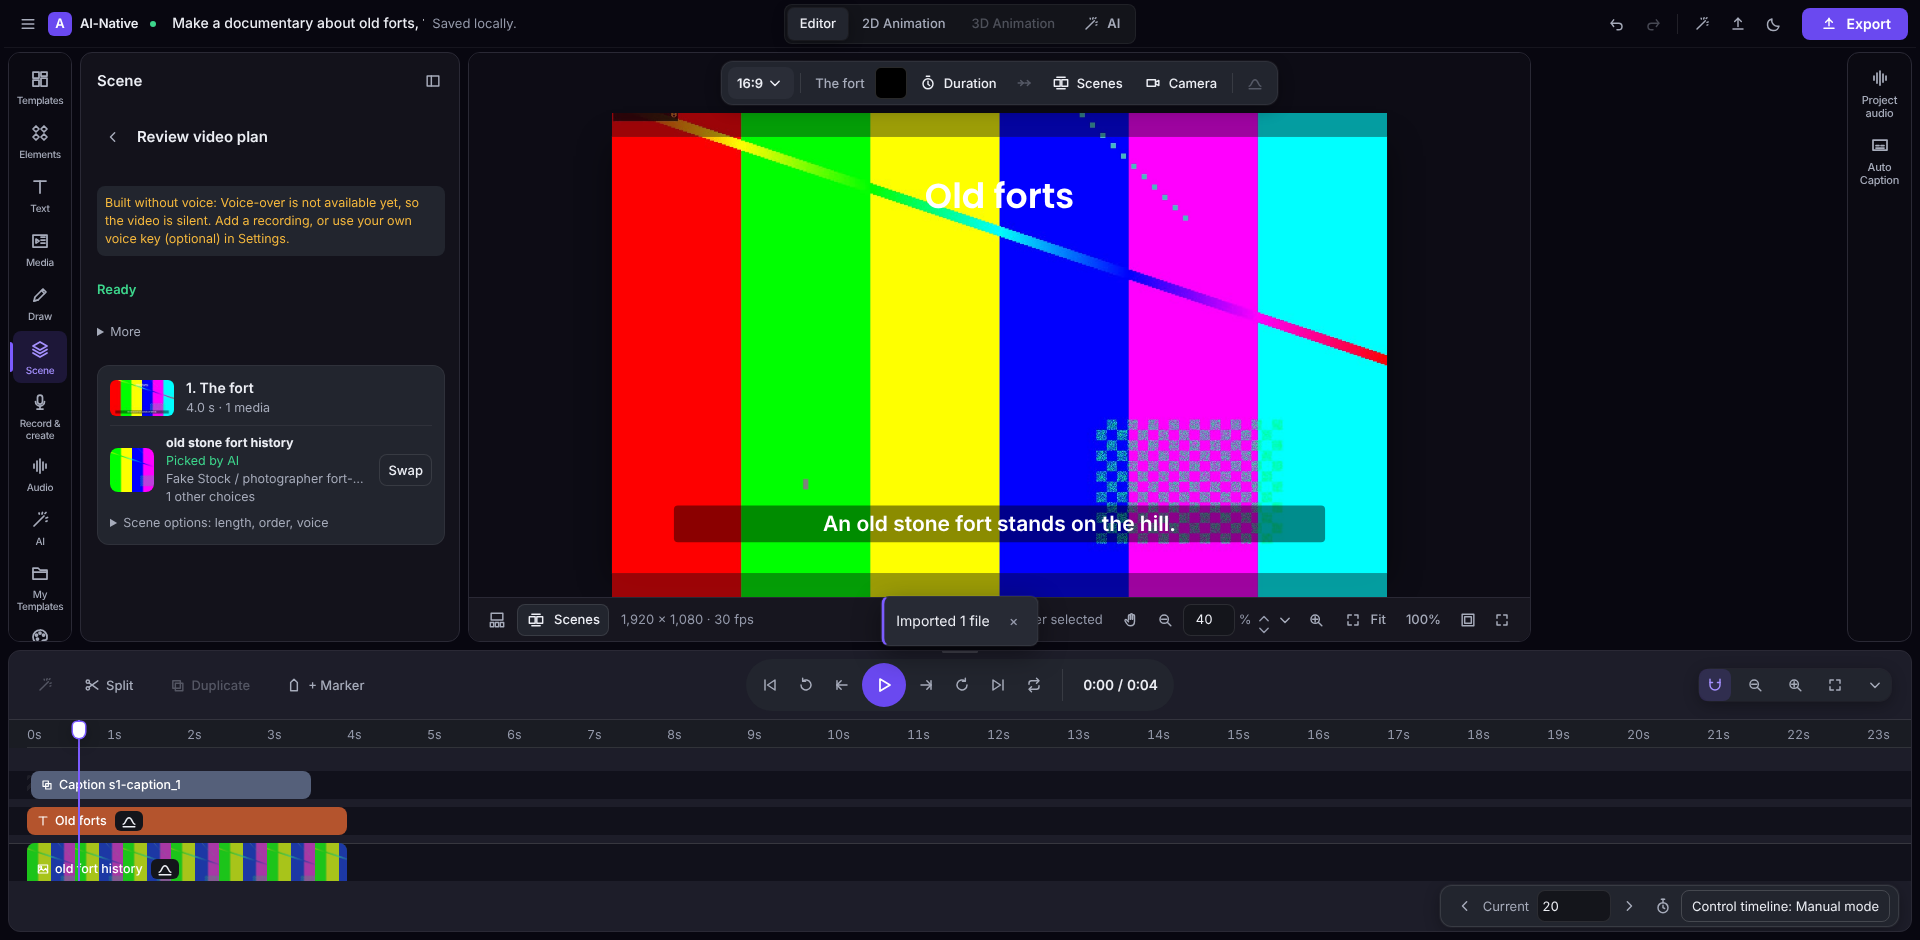 A AI-Native
Make a documentary about old forts,
Saved locally.
Editor
2D Animation
3D Animation
AI
Export
Templates
Elements
Text
Media
Draw
Scene
Record &
create
Audio
AI
My
Templates
Scene
Review video plan
Built without voice: Voice-over is not available yet, so
the video is silent. Add a recording, or use your own
voice key (optional) in Settings.
Ready
More
1. The fort
4.0 s · 1 media
old stone fort history
Picked by AI
Fake Stock / photographer fort-...
1 other choices
Swap
Scene options: length, order, voice
16:9
The fort
Duration
Scenes
Camera
Old forts
An old stone fort stands on the hill.
Scenes
1,920 × 1,080 · 30 fps
Imported 1 file ×
selected
40 %
Fit
100%
Project
audio
Auto
Caption
Split
Duplicate
+ Marker
0:00 / 0:04
0s 1s 2s 3s 4s 5s 6s 7s 8s 9s 10s 11s 12s 13s 14s 15s 16s 17s 18s 19s 20s 21s 22s 23s
Caption s1-caption_1
Old forts
old fort history
Current 20
Control timeline: Manual mode